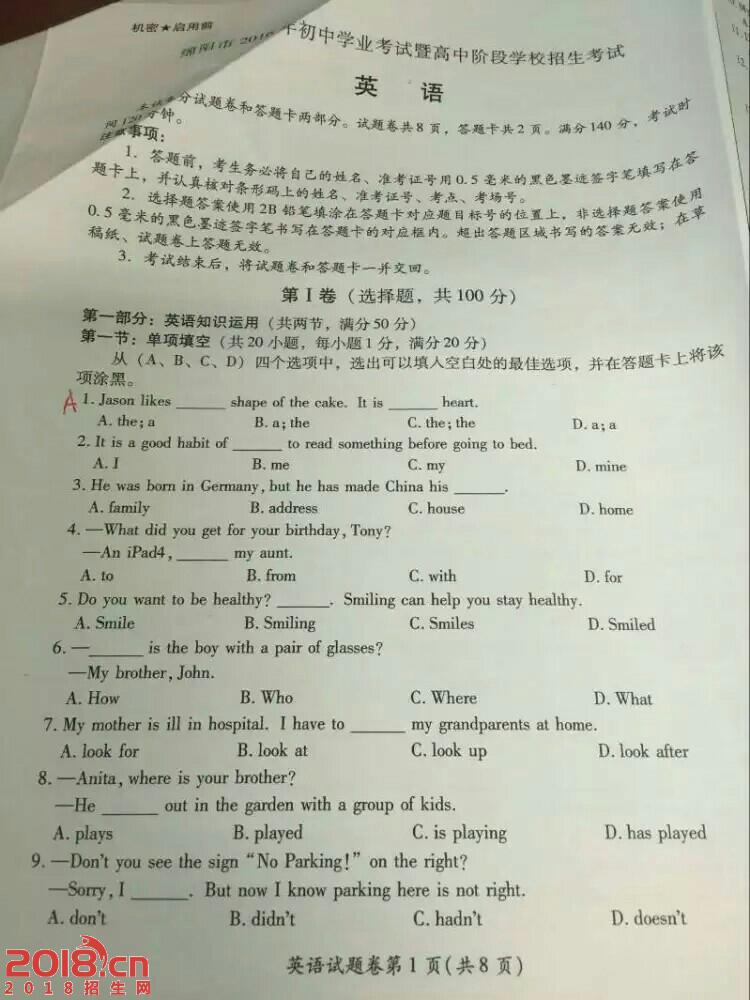 机密★启用前
绵阳市 2016 年初中学业考试暨高中阶段学校招生考试
英 语
本试卷分试题卷和答题卡两部分。试题卷共 8 页，答题卡共 2 页。满分 140 分，考试时
间 120 分钟。
注意事项：
1. 答题前，考生务必将自己的姓名、准考证号用 0.5 毫米的黑色墨迹签字笔填写在答
题卡上，并认真核对条形码上的姓名、准考证号、考点、考场号。
2. 选择题答案使用 2B 铅笔填涂在答题卡对应题目标号的位置上，非选择题答案使用
0.5 毫米的黑色墨迹签字笔书写在答题卡的对应框内。超出答题区域书写的答案无效；在草
稿纸、试题卷上答题无效。
3. 考试结束后，将试题卷和答题卡一并交回。
第Ⅰ卷（选择题，共 100 分）
第一部分：英语知识运用（共两节，满分 50 分）
第一节：单项填空（共 20 小题，每小题 1 分，满分 20 分）
从（A、B、C、D）四个选项中，选出可以填入空白处的最佳选项，并在答题卡上将该
项涂黑。
A 1. Jason likes ______ shape of the cake. It is ______ heart.
A. the; a B. a; the C. the; the D. a; a
2. It is a good habit of ______ to read something before going to bed.
A. I B. me C. my D. mine
3. He was born in Germany, but he has made China his ______.
A. family B. address C. house D. home
4. —What did you get for your birthday, Tony?
—An iPad4, ______ my aunt.
A. to B. from C. with D. for
5. Do you want to be healthy? ______. Smiling can help you stay healthy.
A. Smile B. Smiling C. Smiles D. Smiled
6. —______ is the boy with a pair of glasses?
—My brother, John.
A. How B. Who C. Where D. What
7. My mother is ill in hospital. I have to ______ my grandparents at home.
A. look for B. look at C. look up D. look after
8. —Anita, where is your brother?
—He ______ out in the garden with a group of kids.
A. plays B. played C. is playing D. has played
9. —Don't you see the sign “No Parking!” on the right?
—Sorry, I ______. But now I know parking here is not right.
A. don't B. didn't C. hadn't D. doesn't
英语试题卷第 1 页(共 8 页)
2018.cn
2018招生网